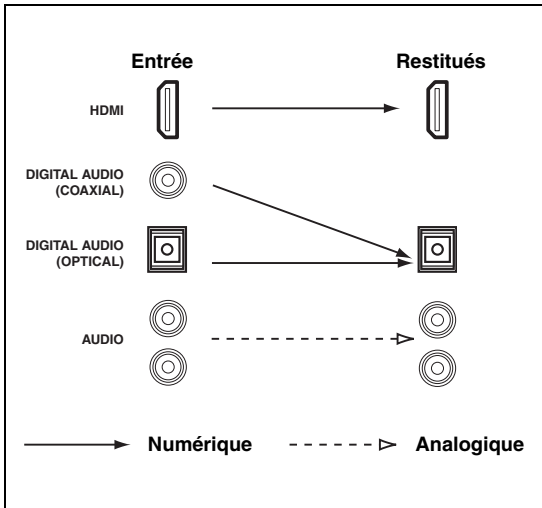 Entrée Restitués
HDMI
DIGITAL AUDIO
(COAXIAL)
DIGITAL AUDIO
(OPTICAL)
AUDIO
Numérique Analogique